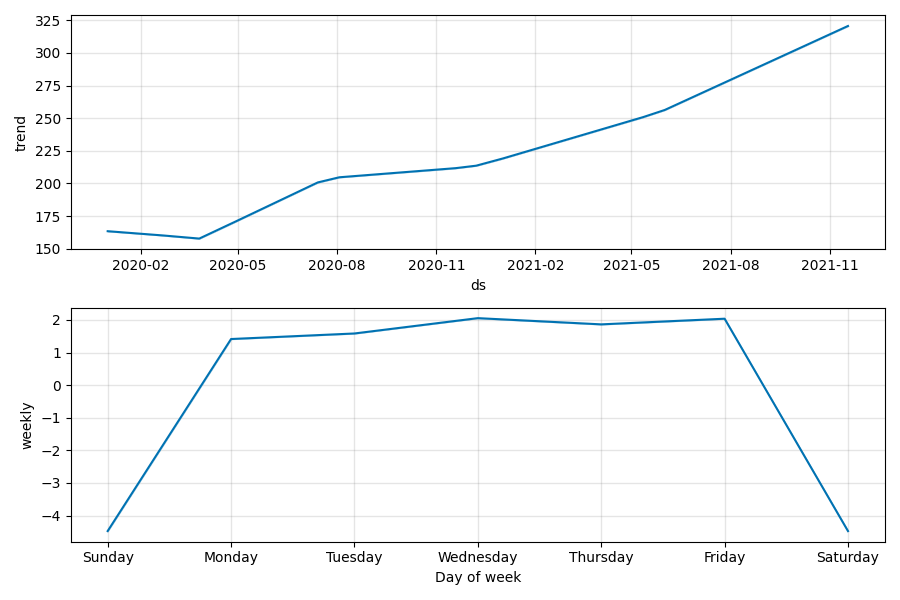 325
300
275
250
225
200
175
150
trend
2020-02 2020-05 2020-08 2020-11 2021-02 2021-05 2021-08 2021-11
ds
2
1
0
−1
−2
−3
−4
weekly
Sunday Monday Tuesday Wednesday Thursday Friday Saturday
Day of week